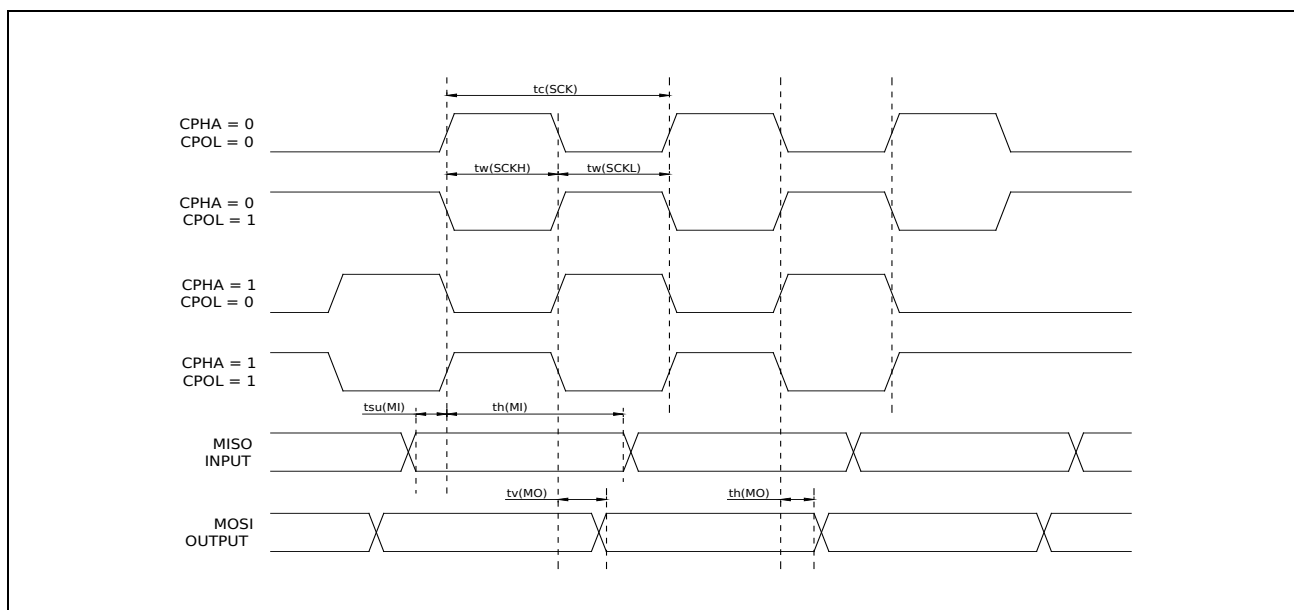 tc(SCK)
CPHA = 0
CPOL = 0
tw(SCKH)
tw(SCKL)
CPHA = 0
CPOL = 1
CPHA = 1
CPOL = 0
CPHA = 1
CPOL = 1
tsu(MI)
th(MI)
MISO
INPUT
tv(MO)
th(MO)
MOSI
OUTPUT